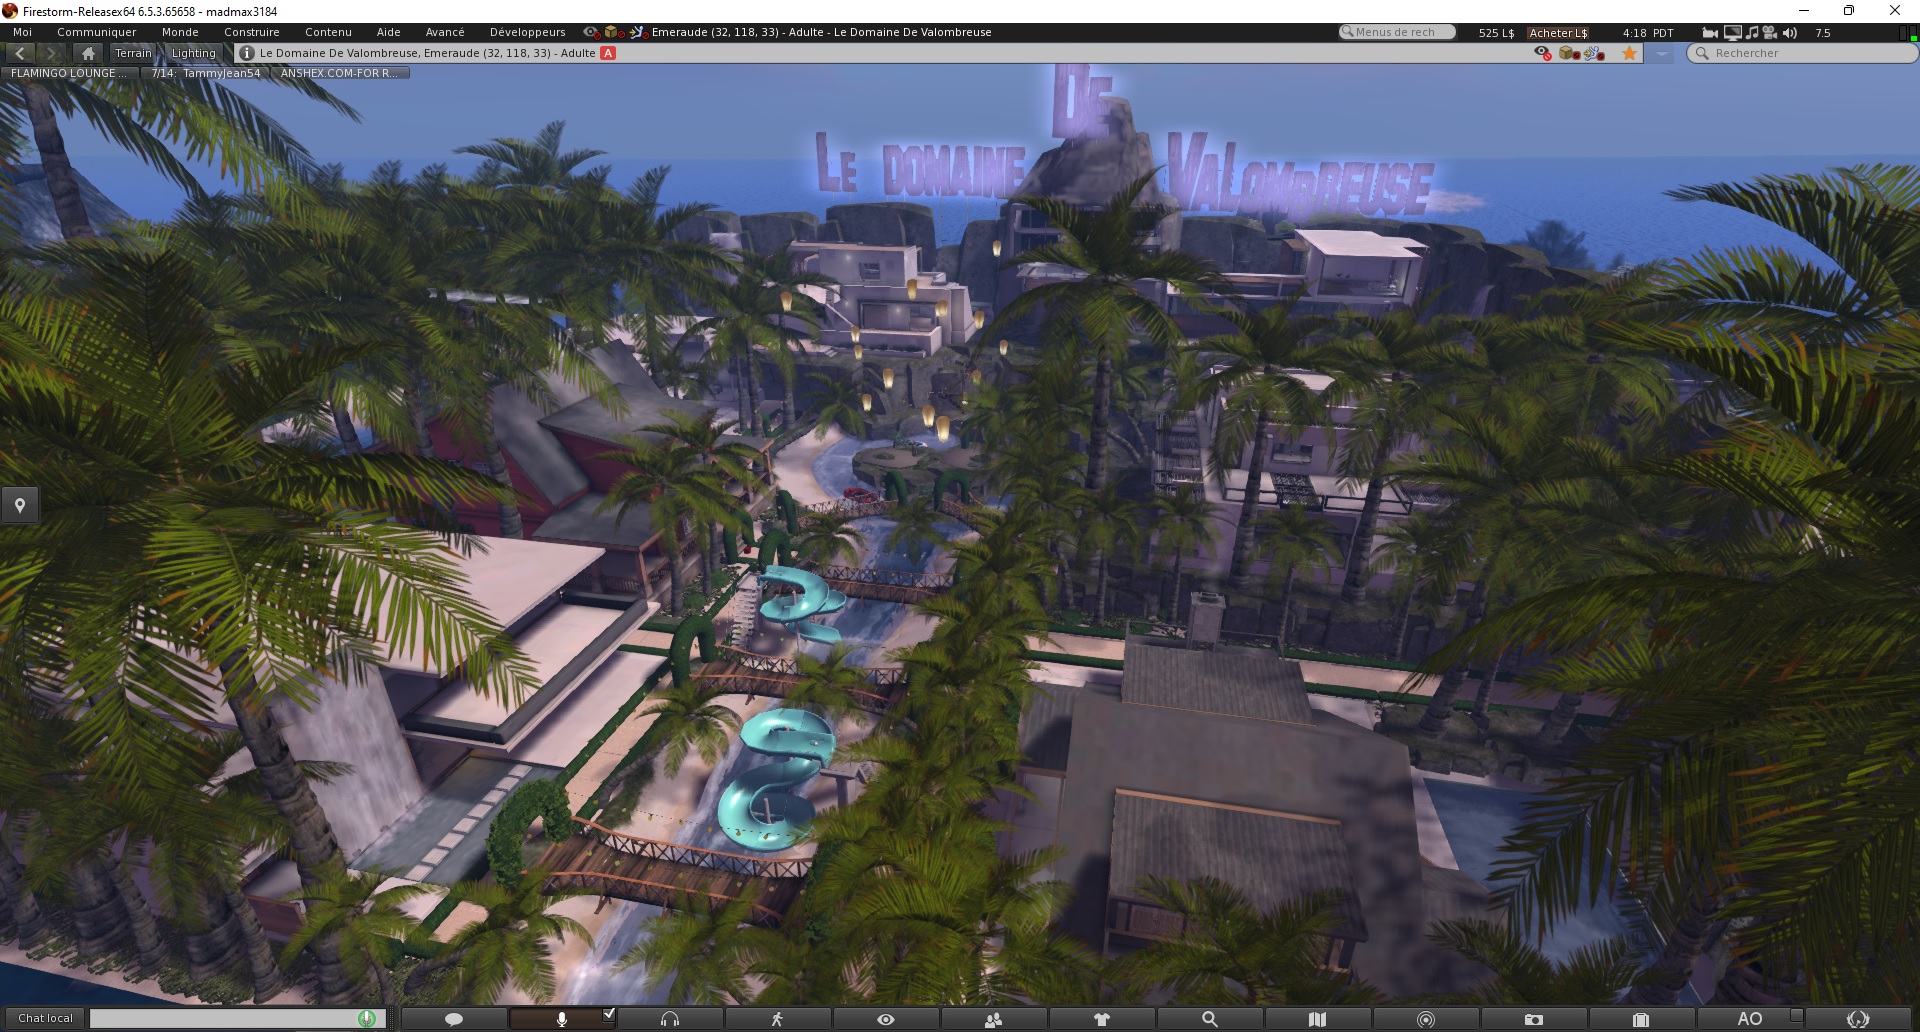 Firestorm-Releasex64 6.5.3.65658 - madmax3184
Moi Communiquer Monde Construire Contenu Aide Avancé Développeurs Emeraude (32, 118, 33) - Adulte - Le Domaine De Valombreuse Menus de rech 525 L$ Acheter L$ 4:18 PDT 7.5
Terrain Lighting Le Domaine De Valombreuse, Emeraude (32, 118, 33) - Adulte A Rechercher
FLAMINGO LOUNGE ... 7/14: TammyJean54 ANSHEX.COM-FOR R...
DE
LE DOMAINE VALOMBREUSE
Chat local AO